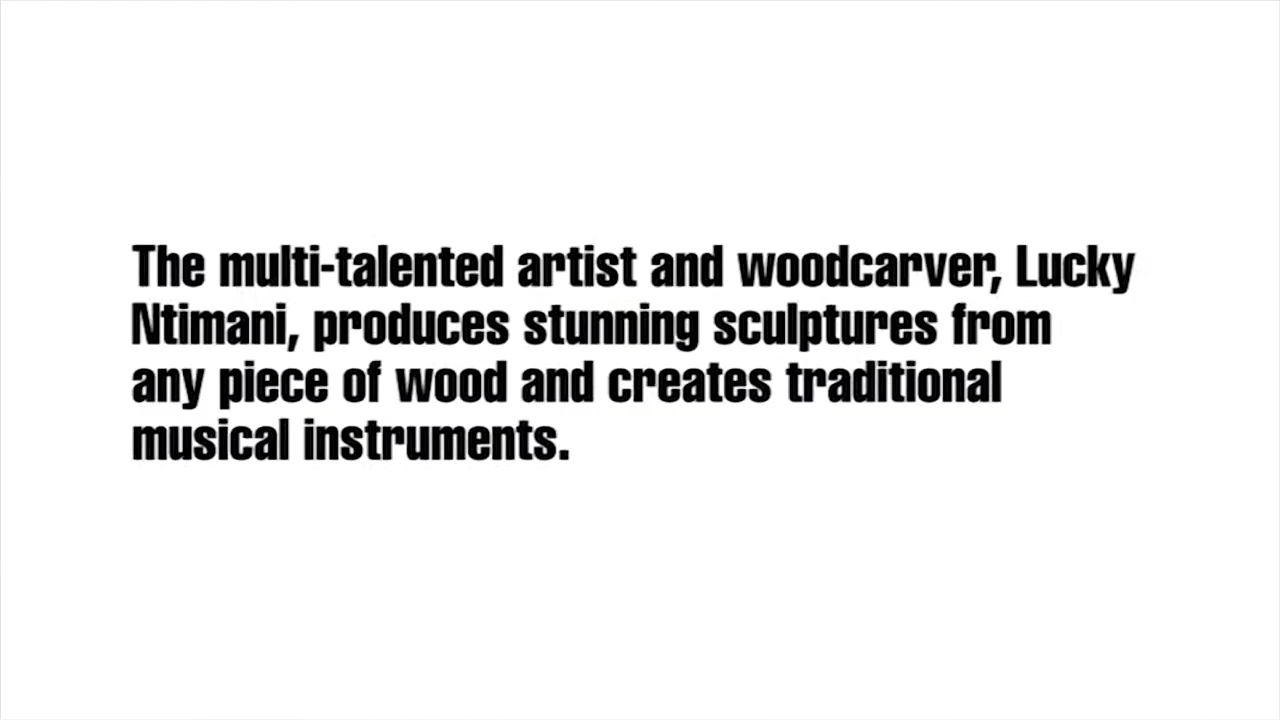 The multi-talented artist and woodcarver, Lucky
Ntimani, produces stunning sculptures from
any piece of wood and creates traditional
musical instruments.